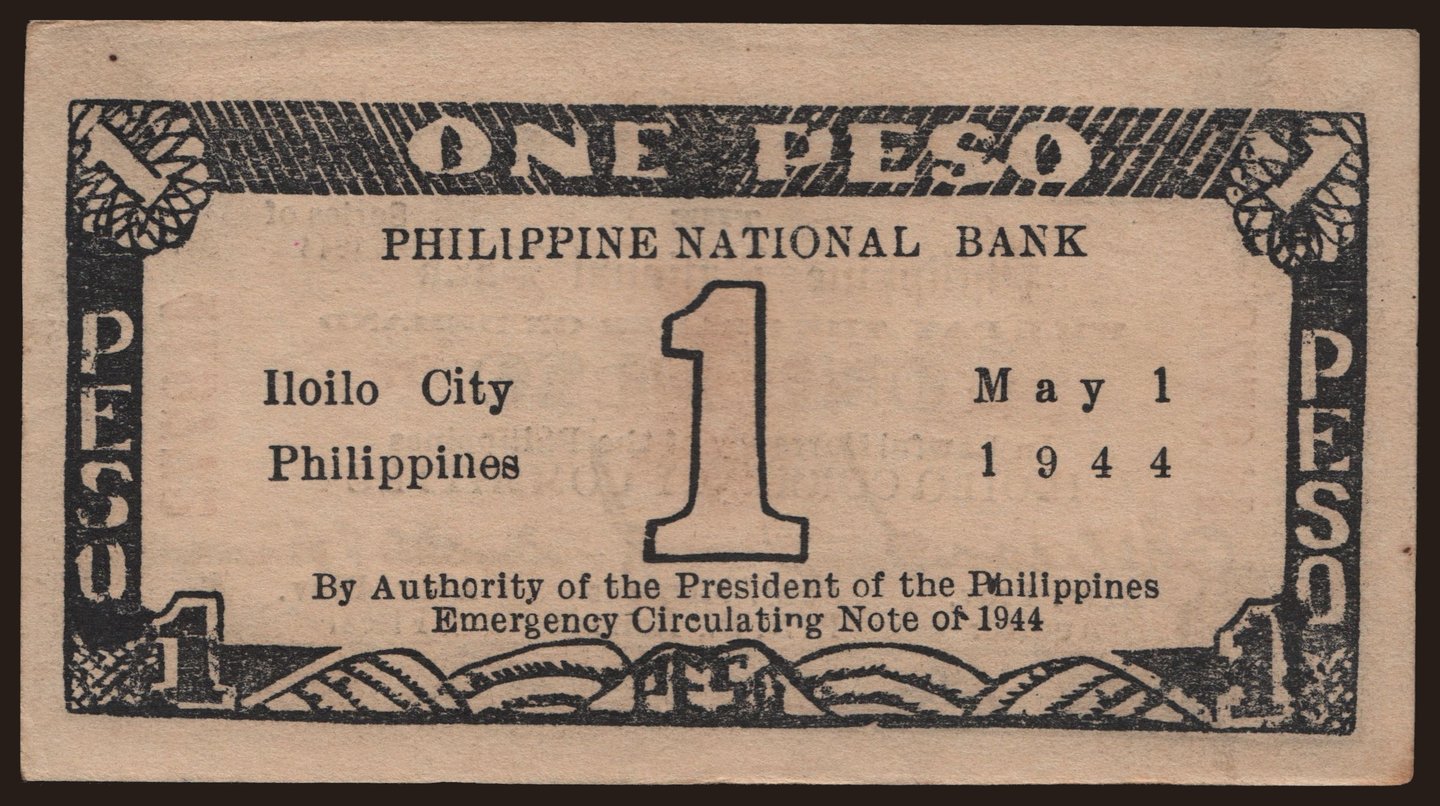 1 ONE PESO 1
PHILIPPINE NATIONAL BANK
PESO
Iloilo City
Philippines
1
May 1
1944
PESO
By Authority of the President of the Philippines
Emergency Circulating Note of 1944
1
1